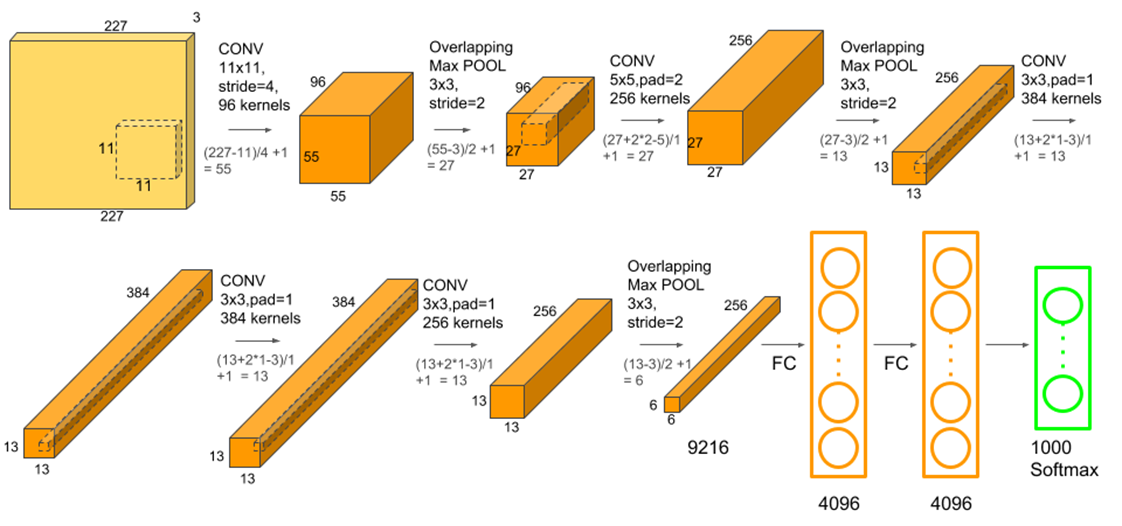 227
3
11
11
227
CONV
11x11,
stride=4,
96 kernels
(227-11)/4 +1
= 55
96
55
55
Overlapping
Max POOL
3x3,
stride=2
(55-3)/2 +1
= 27
96
27
27
CONV
5x5,pad=2
256 kernels
(27+2*2-5)/1
+1 = 27
256
27
27
Overlapping
Max POOL
3x3,
stride=2
(27-3)/2 +1
= 13
256
13
13
CONV
3x3,pad=1
384 kernels
(13+2*1-3)/1
+1 = 13
384
13
13
CONV
3x3,pad=1
384 kernels
(13+2*1-3)/1
+1 = 13
384
13
13
CONV
3x3,pad=1
256 kernels
(13+2*1-3)/1
+1 = 13
256
13
13
Overlapping
Max POOL
3x3,
stride=2
(13-3)/2 +1
= 6
256
6
6
9216
FC
4096
FC
4096
1000
Softmax